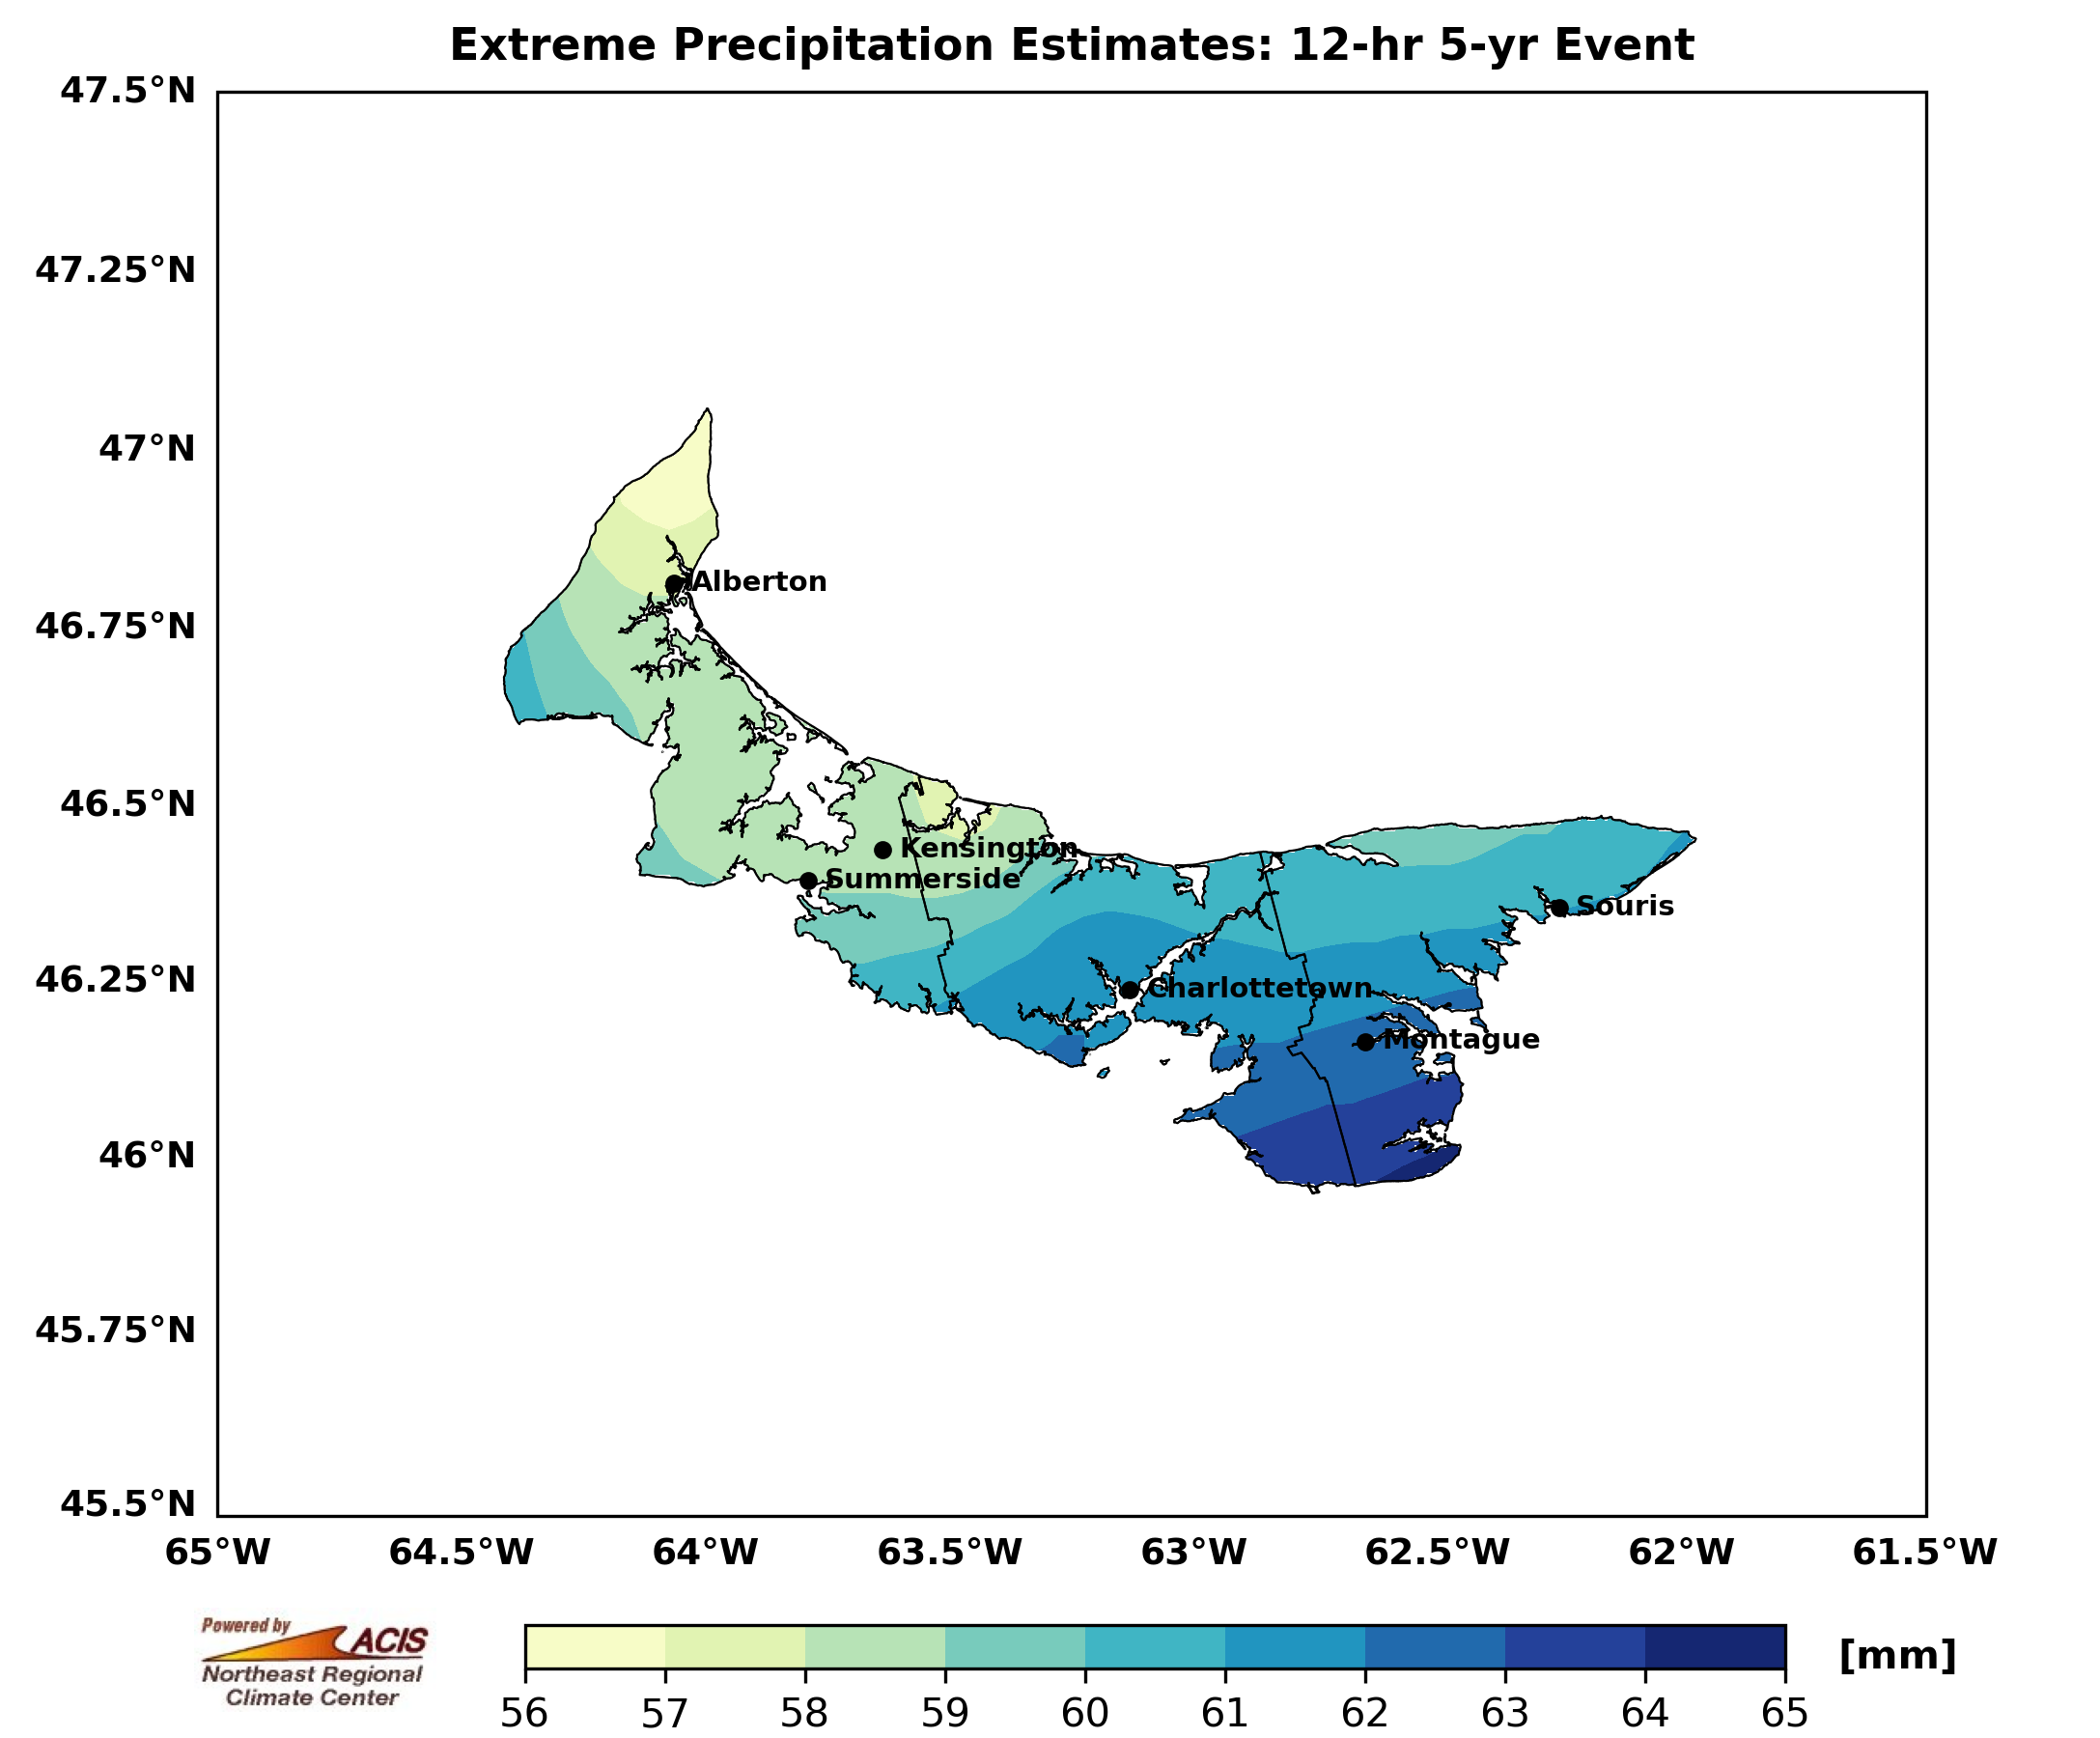 Extreme Precipitation Estimates: 12-hr 5-yr Event
47.5°N
47.25°N
47°N
46.75°N
46.5°N
46.25°N
46°N
45.75°N
45.5°N
Alberton
Kensington
Summerside
Souris
Charlottetown
Montague
65°W 64.5°W 64°W 63.5°W 63°W 62.5°W 62°W 61.5°W
Powered by
ACIS
Northeast Regional
Climate Center
[mm]
56 57 58 59 60 61 62 63 64 65